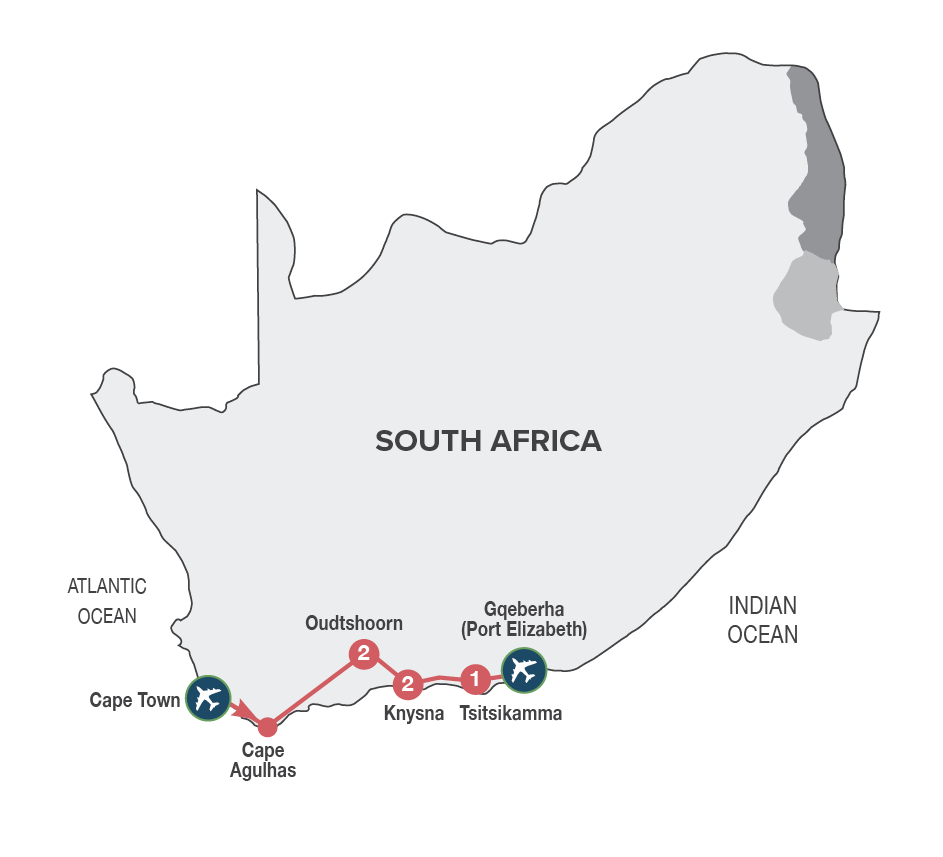 SOUTH AFRICA
ATLANTIC
OCEAN
INDIAN
OCEAN
Gqeberha
(Port Elizabeth)
Oudtshoorn
2
2
1
Cape Town
Knysna
Tsitsikamma
Cape
Agulhas